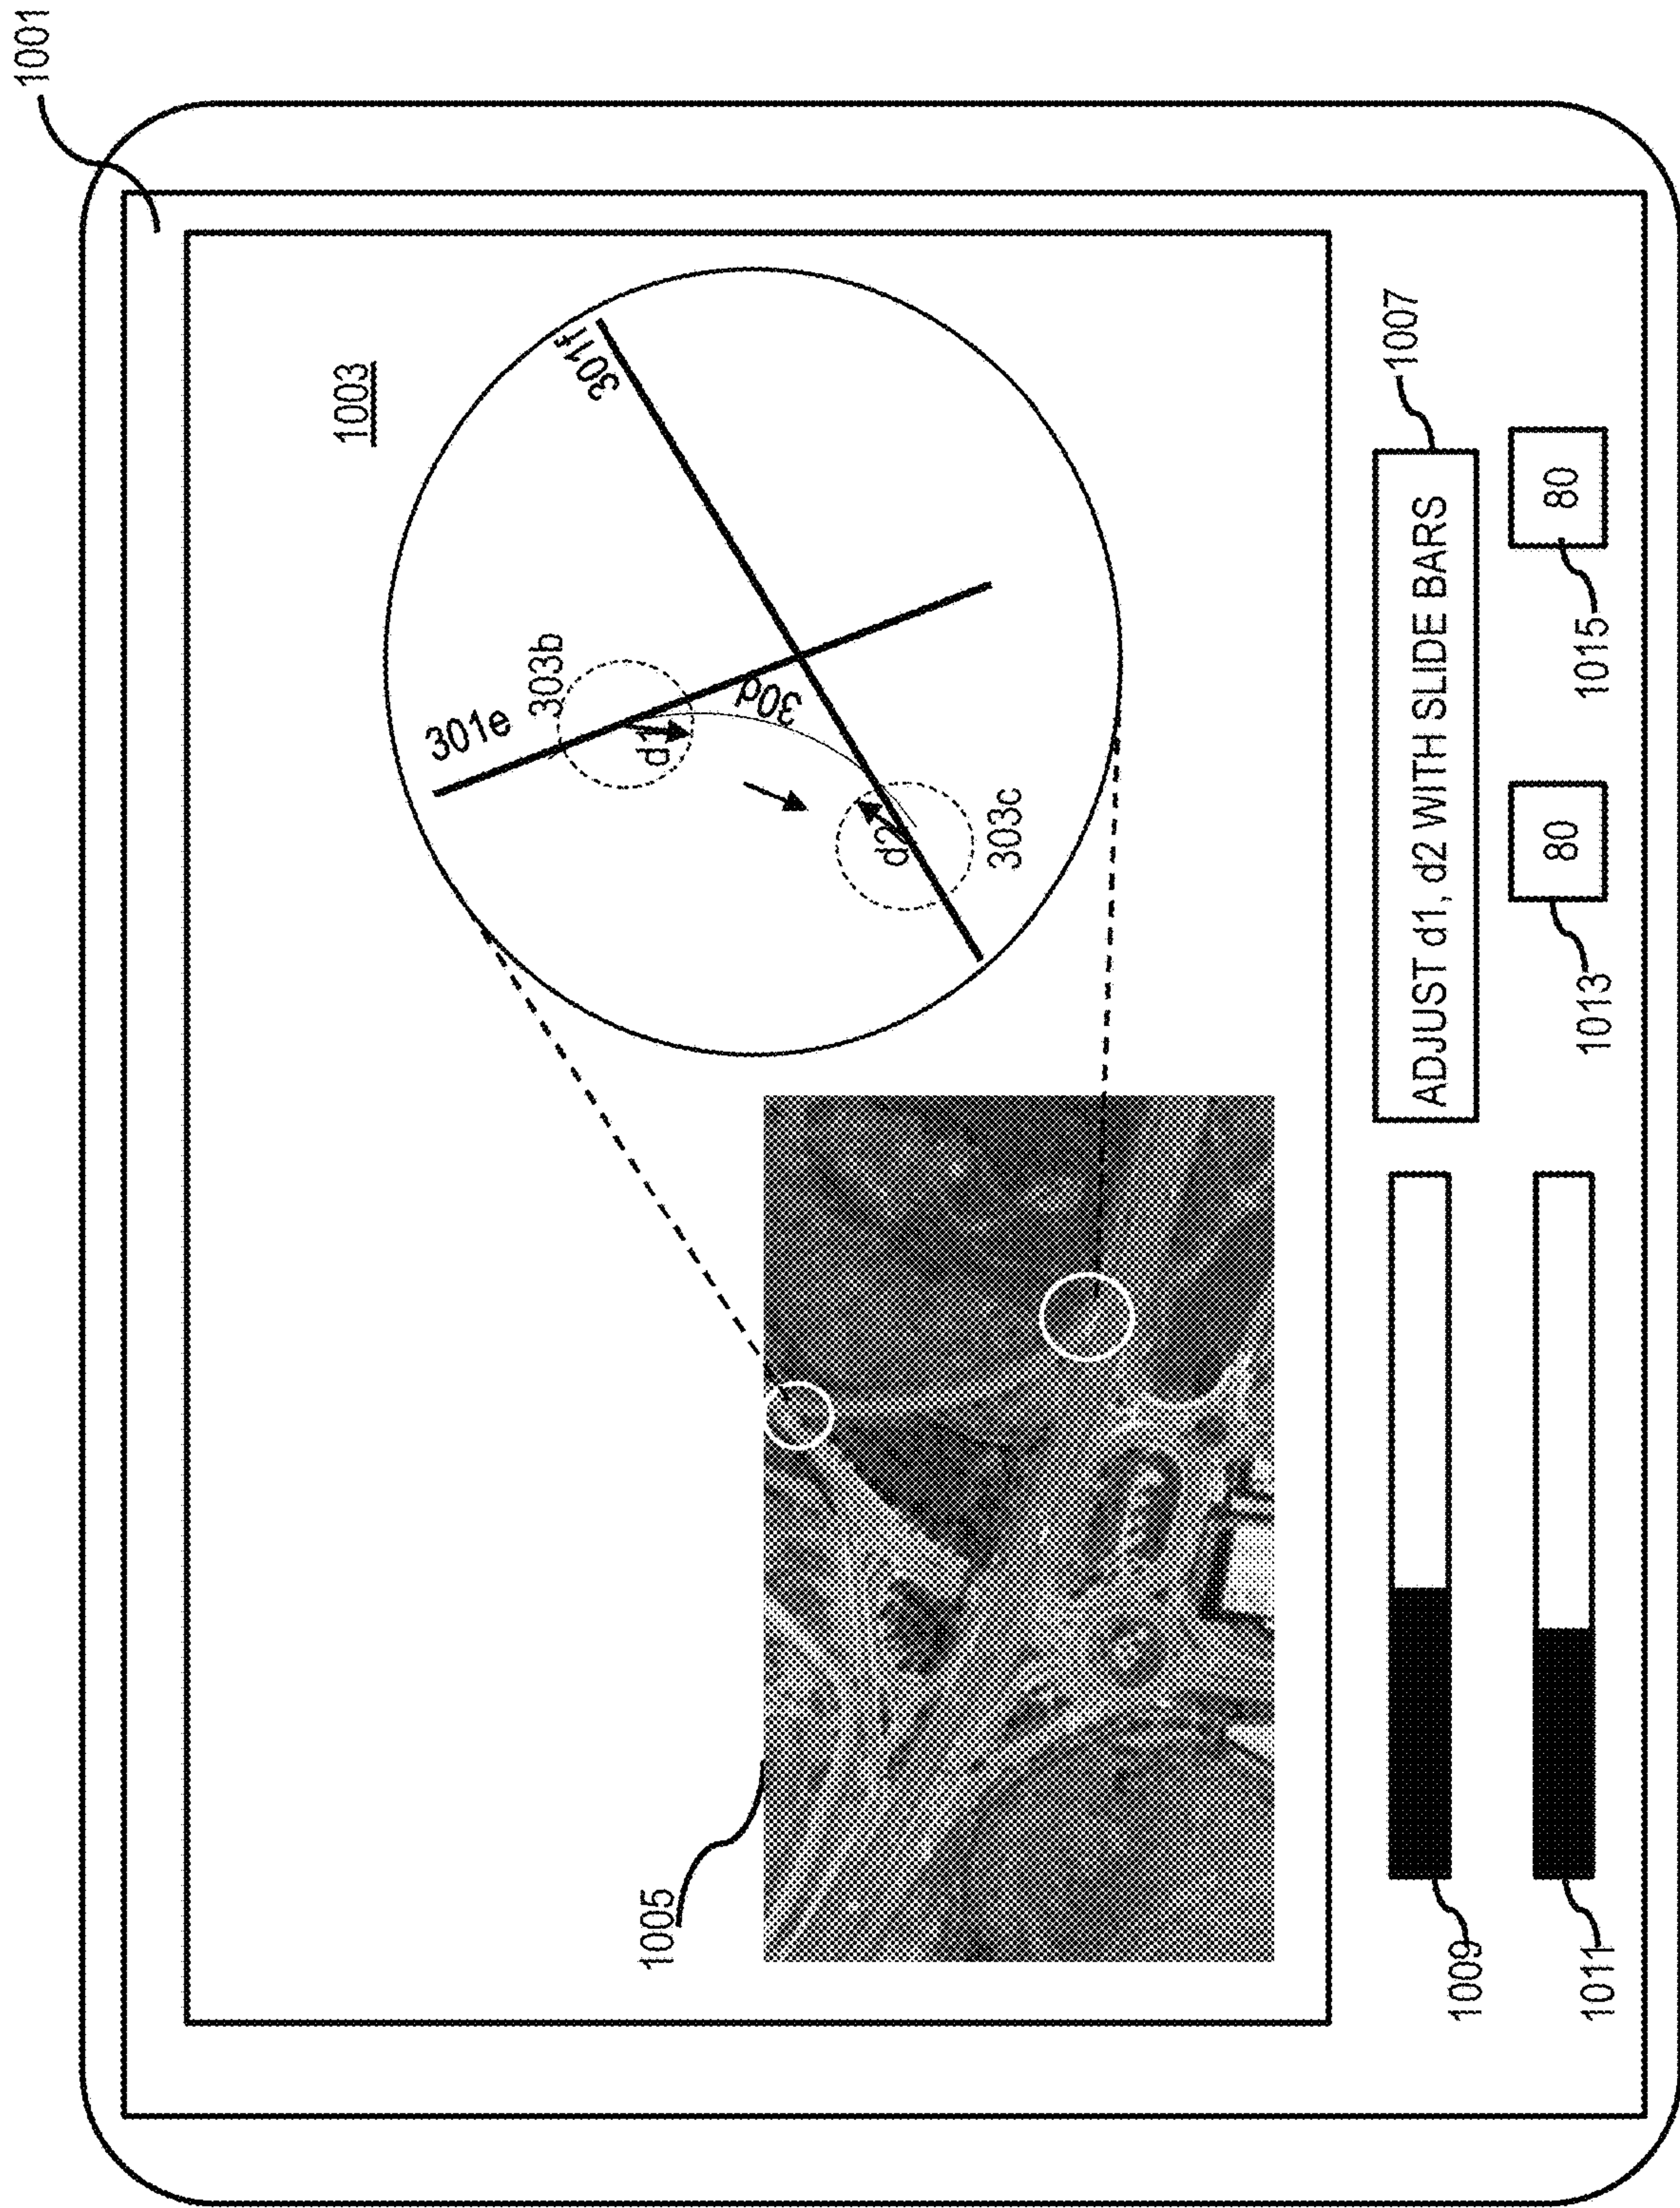 1001
1003
301f
301e
303b
d1
30d
d2
303c
1005
1007
ADJUST d1, d2 WITH SLIDE BARS
1009
80
80
1011
1013
1015